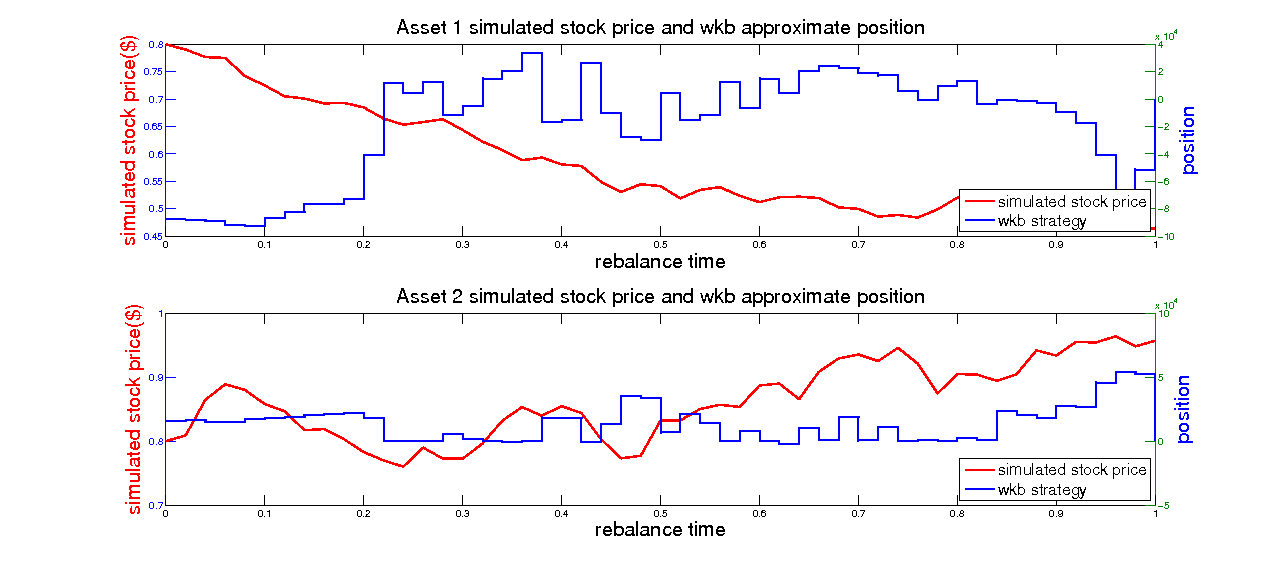 Asset 1 simulated stock price and wkb approximate position
x 10^4
simulated stock price($)
0.8
0.75
0.7
0.65
0.6
0.55
0.5
0.45
4
2
0
−2
−4
−6
−8
−10
position
simulated stock price
wkb strategy
0 0.1 0.2 0.3 0.4 0.5 0.6 0.7 0.8 0.9 1
rebalance time
Asset 2 simulated stock price and wkb approximate position
x 10^4
simulated stock price($)
1
0.9
0.8
0.7
10
5
0
−5
position
simulated stock price
wkb strategy
0 0.1 0.2 0.3 0.4 0.5 0.6 0.7 0.8 0.9 1
rebalance time